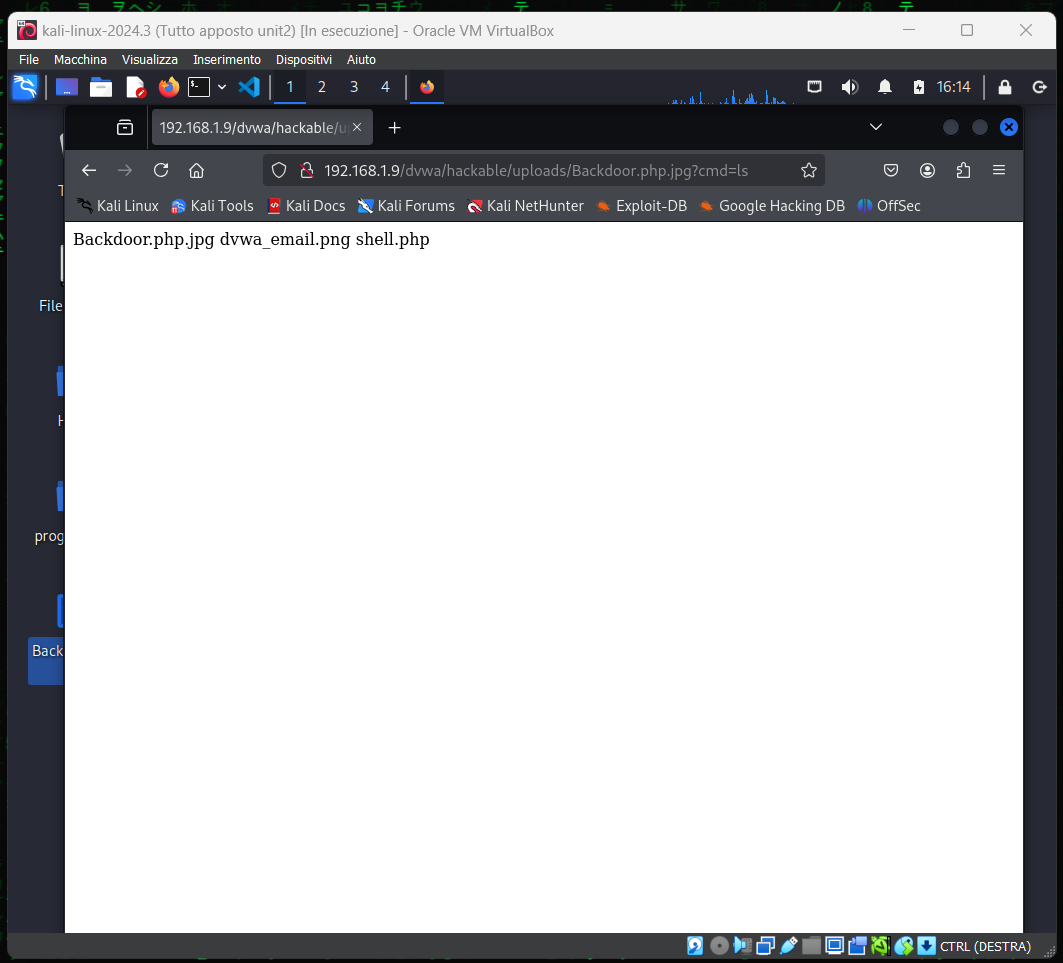 kali-linux-2024.3 (Tutto apposto unit2) [In esecuzione] - Oracle VM VirtualBox
File Macchina Visualizza Inserimento Dispositivi Aiuto
1 2 3 4 16:14
192.168.1.9/dvwa/hackable/u
192.168.1.9/dvwa/hackable/uploads/Backdoor.php.jpg?cmd=ls
Kali Linux Kali Tools Kali Docs Kali Forums Kali NetHunter Exploit-DB Google Hacking DB OffSec
Backdoor.php.jpg dvwa_email.png shell.php
File
prog
Back
CTRL (DESTRA)